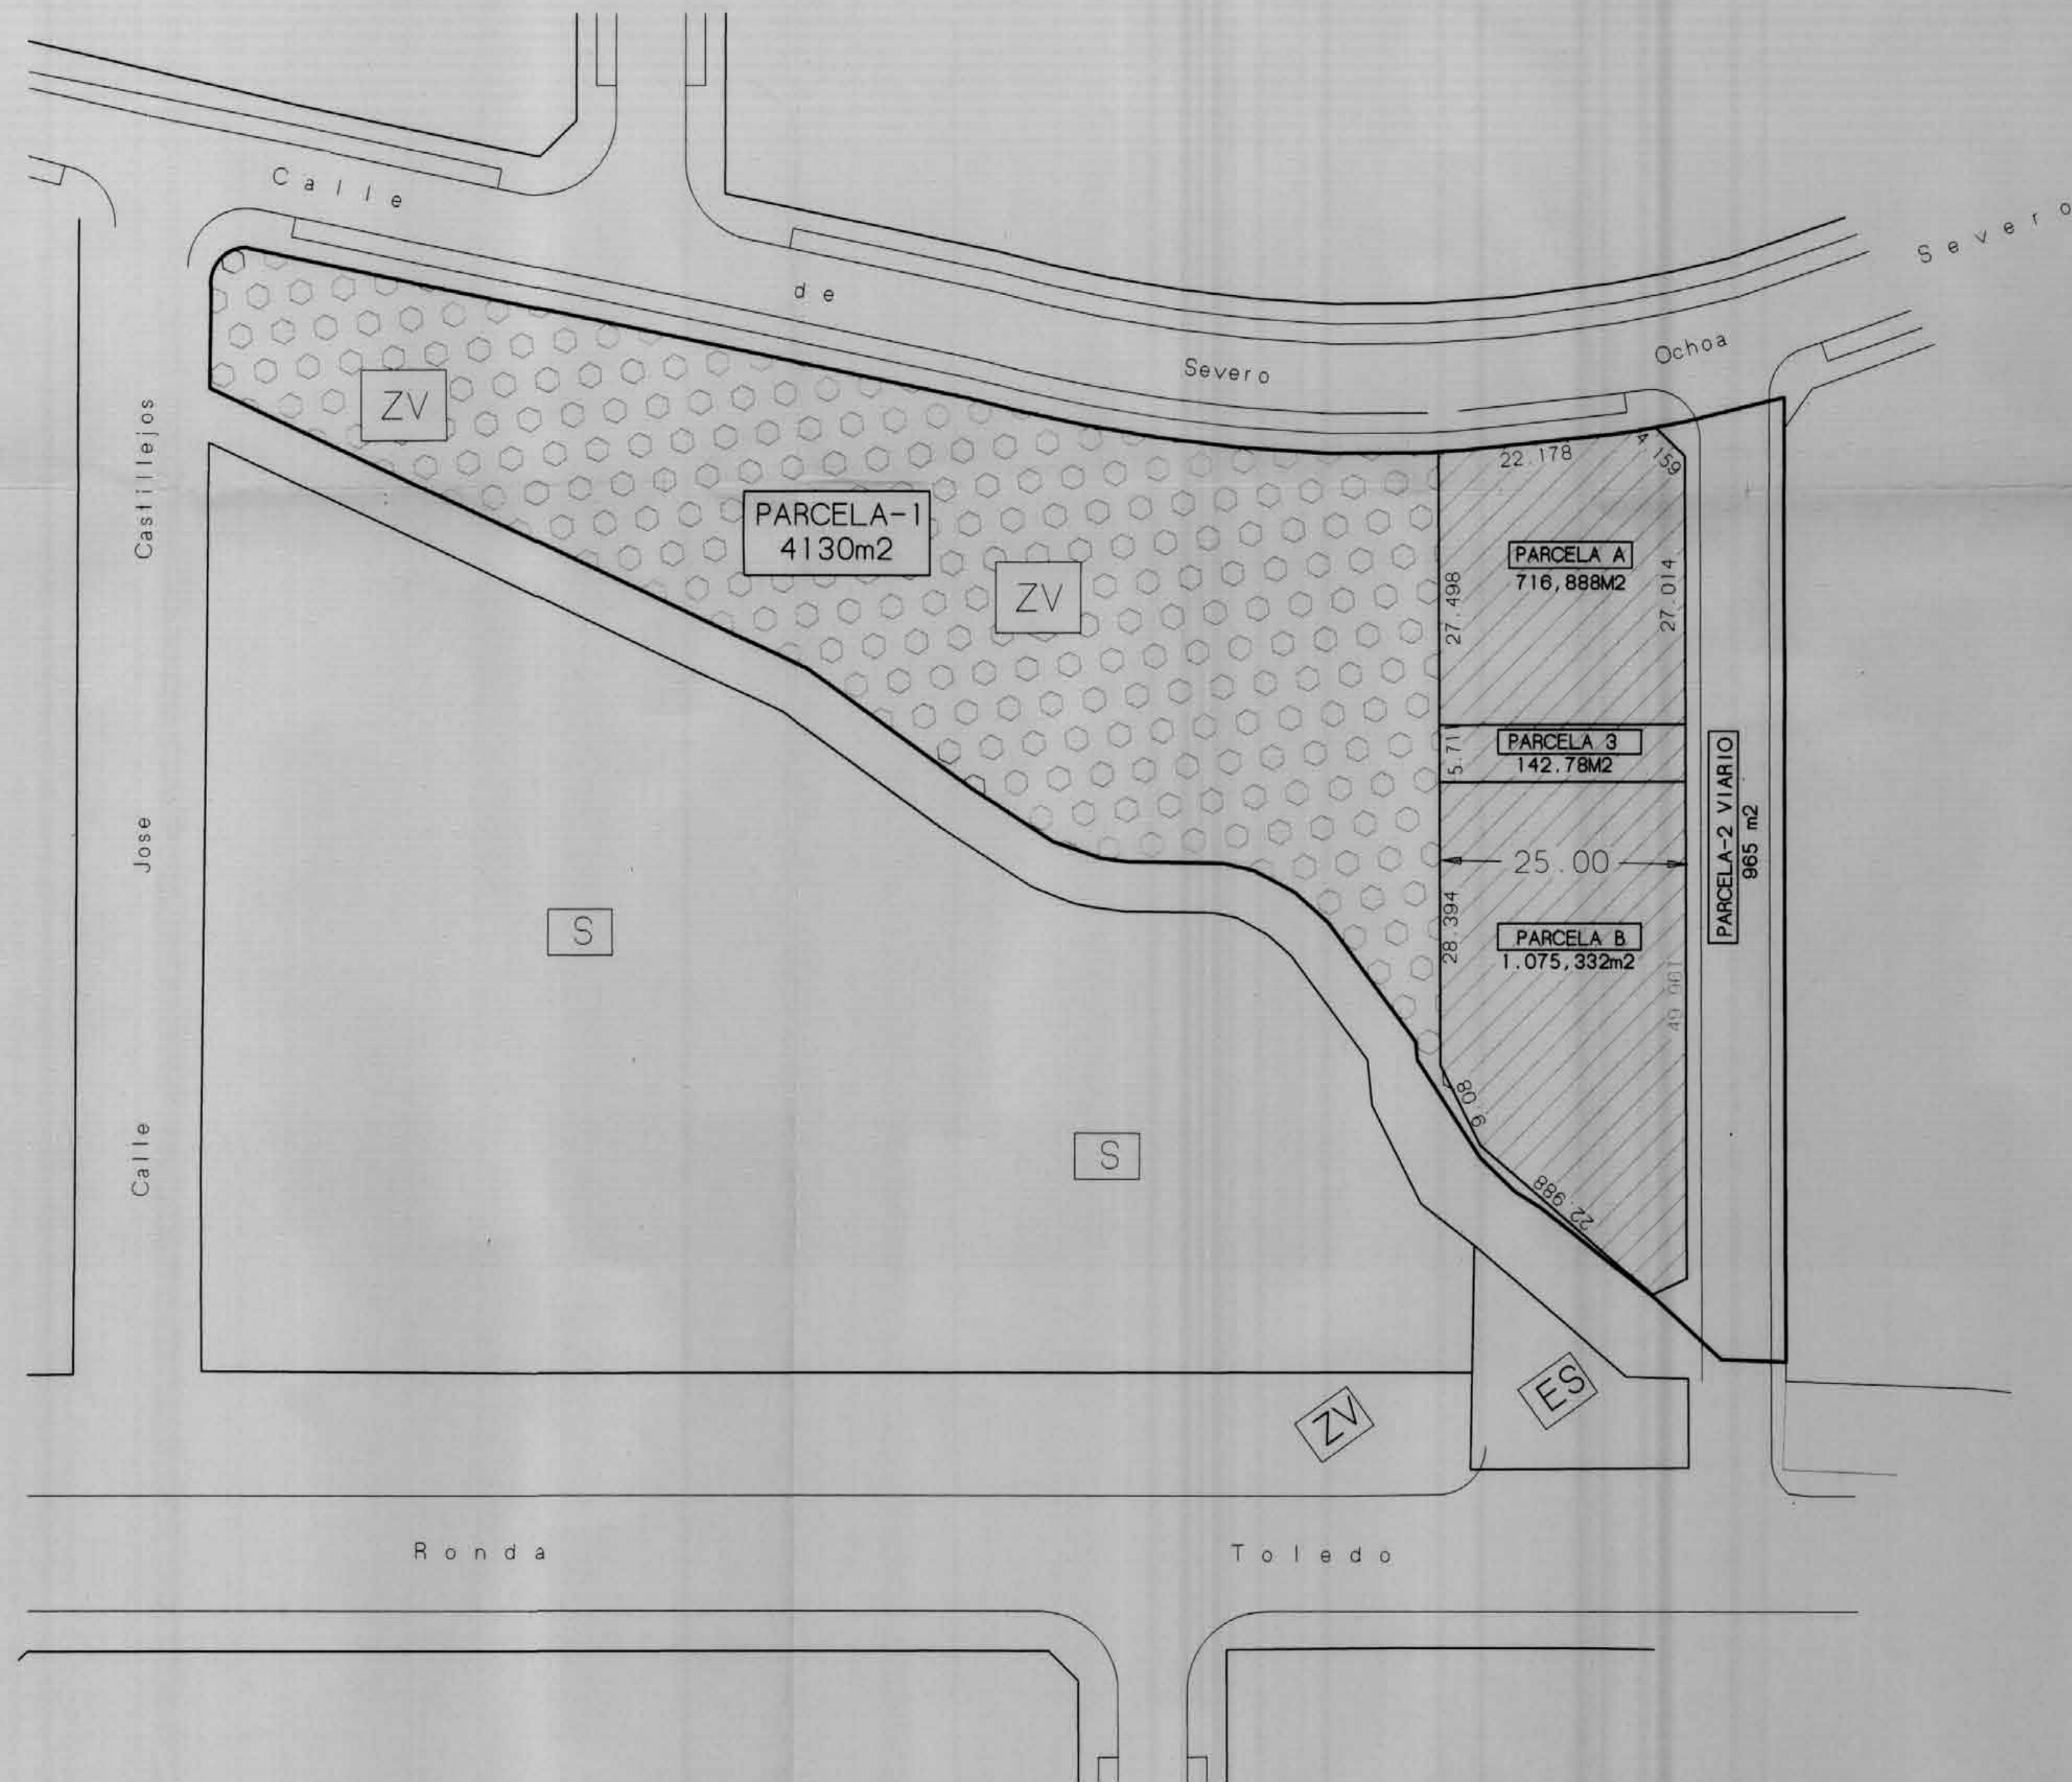 Calle
de
Severo
Ochoa
Severo
ZV
PARCELA-1
4130m2
ZV
22.178
4.159
PARCELA A
716,888M2
27.498
27.014
5.711
PARCELA 3
142.78M2
25.00
28.394
PARCELA B
1.075,332m2
49.961
9.08
22.988
PARCELA-2 VIARIO
965 m2
Calle Jose Castillejos
S
S
ZV
ES
Ronda Toledo